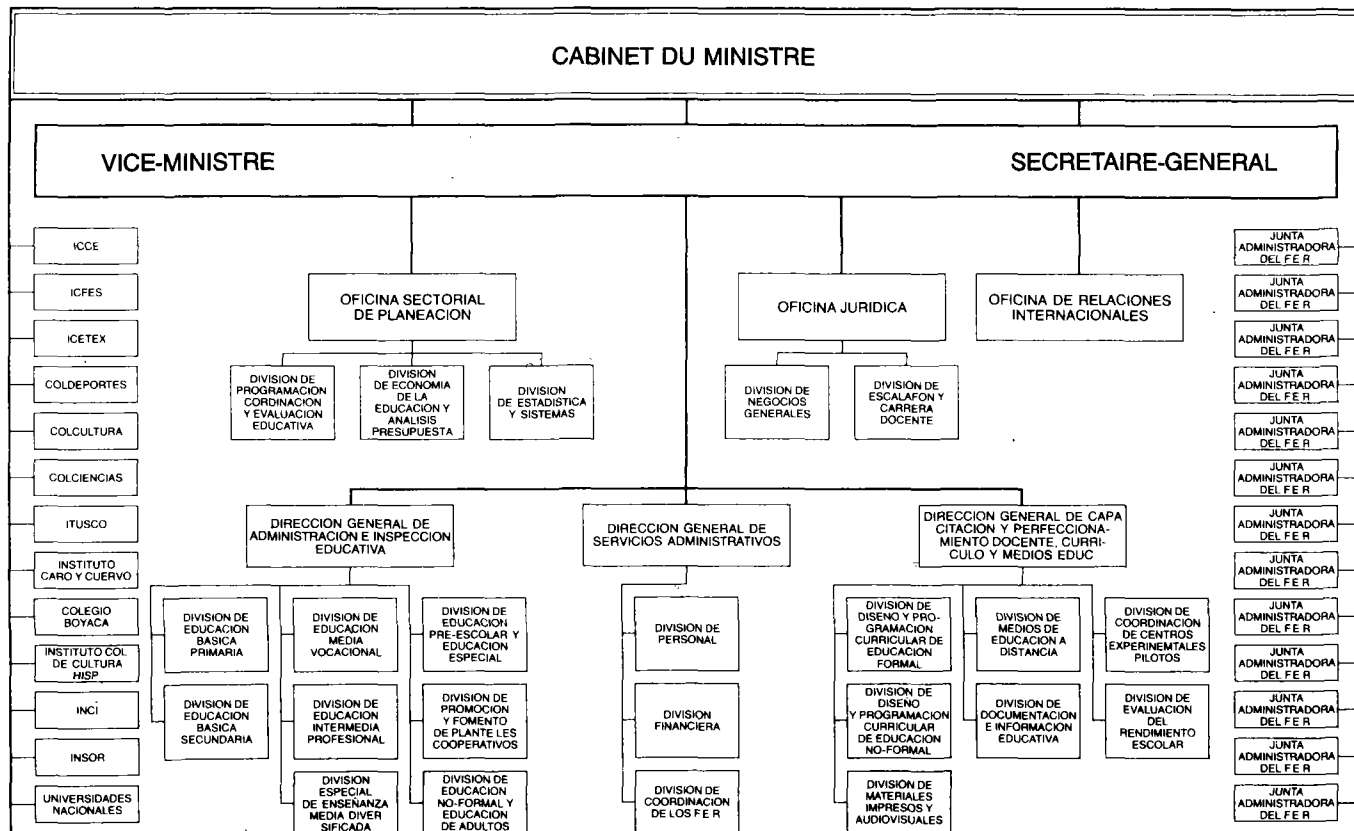 CABINET DU MINISTRE
VICE-MINISTRE
SECRETAIRE-GENERAL
ICCE
ICFES
ICETEX
COLDEPORTES
COLCULTURA
COLCIENCIAS
ITUSCO
INSTITUTO
CARO Y CUERVO
COLEGIO
BOYACA
INSTITUTO COL
DE CULTURA
HISP
INCI
INSOR
UNIVERSIDADES
NACIONALES
OFICINA SECTORIAL
DE PLANEACION
DIVISION DE
PROGRAMACION
CORDINACION
Y EVALUACION
EDUCATIVA
DIVISION
DE ECONOMIA
DE LA
EDUCACION Y
ANALISIS
PRESUPUESTA
DIVISION
DE ESTADISTICA
Y SISTEMAS
OFICINA JURIDICA
DIVISION DE
NEGOCIOS
GENERALES
DIVISION DE
ESCALAFON Y
CARRERA
DOCENTE
OFICINA DE RELACIONES
INTERNACIONALES
DIRECCION GENERAL DE
ADMINISTRACION E INSPECCION
EDUCATIVA
DIVISION DE
EDUCACION
BASICA
PRIMARIA
DIVISION DE
EDUCACION
MEDIA
VOCACIONAL
DIVISION DE
EDUCACION
PRE-ESCOLAR Y
EDUCACION
ESPECIAL
DIVISION DE
EDUCACION
BASICA
SECUNDARIA
DIVISION DE
EDUCACION
INTERMEDIA
PROFESIONAL
DIVISION DE
PROMOCION
Y FOMENTO
DE PLANTE LES
COOPERATIVOS
DIVISION
ESPECIAL
DE ENSEÑANZA
MEDIA DIVER
SIFICADA
DIVISION DE
EDUCACION
NO-FORMAL Y
EDUCACION
DE ADULTOS
DIRECCION GENERAL DE
SERVICIOS ADMINISTRATIVOS
DIVISION DE
PERSONAL
DIVISION
FINANCIERA
DIVISION DE
COORDINACION
DE LOS F E R
DIRECCION GENERAL DE CAPA
CITACION Y PERFECCIONA-
MIENTO DOCENTE, CURRI-
CULO Y MEDIOS EDUC
DIVISION DE
DISEÑO Y PRO-
GRAMACION
CURRICULAR DE
EDUCACION
FORMAL
DIVISION DE
MEDIOS DE
EDUCACION A
DISTANCIA
DIVISION DE
COORDINACION
DE CENTROS
EXPERINEMTALES
PILOTOS
DIVISION DE
DISEÑO
Y PROGRAMACION
CURRICULAR
DE EDUCACION
NO-FORMAL
DIVISION DE
DOCUMENTACION
E INFORMACION
EDUCATIVA
DIVISION DE
EVALUACION
DEL
RENDIMIENTO
ESCOLAR
DIVISION DE
MATERIALES
IMPRESOS Y
AUDIOVISUALES
JUNTA
ADMINISTRADORA
DEL F E R
JUNTA
ADMINISTRADORA
DEL F E R
JUNTA
ADMINISTRADORA
DEL F E R
JUNTA
ADMINISTRADORA
DEL F E R
JUNTA
ADMINISTRADORA
DEL F E R
JUNTA
ADMINISTRADORA
DEL F E R
JUNTA
ADMINISTRADORA
DEL F E R
JUNTA
ADMINISTRADORA
DEL F E R
JUNTA
ADMINISTRADORA
DEL F E R
JUNTA
ADMINISTRADORA
DEL F E R
JUNTA
ADMINISTRADORA
DEL F E R
JUNTA
ADMINISTRADORA
DEL F E R
JUNTA
ADMINISTRADORA
DEL F E R